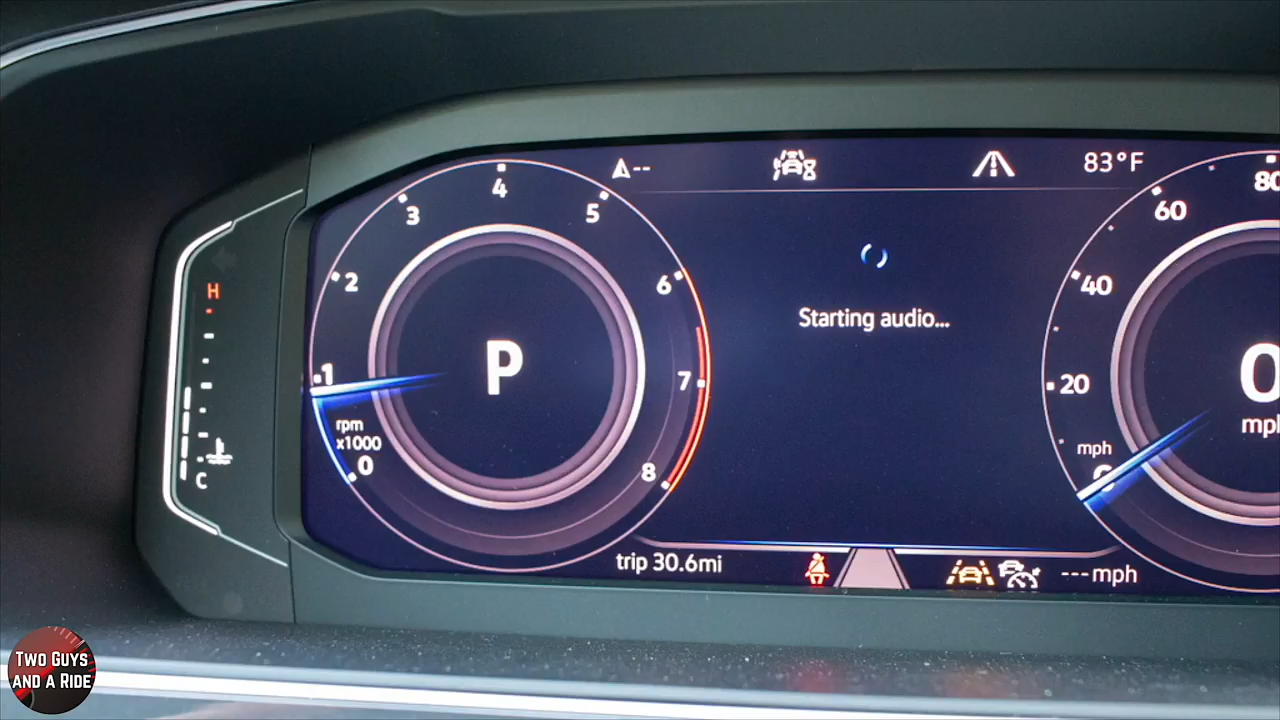 H
C
4
3
5
2
6
1
7
8
0
rpm
x1000
P
--
83°F
Starting audio...
trip 30.6mi
---mph
80
60
40
20
mph
0
0
TWO GUYS
AND A RIDE